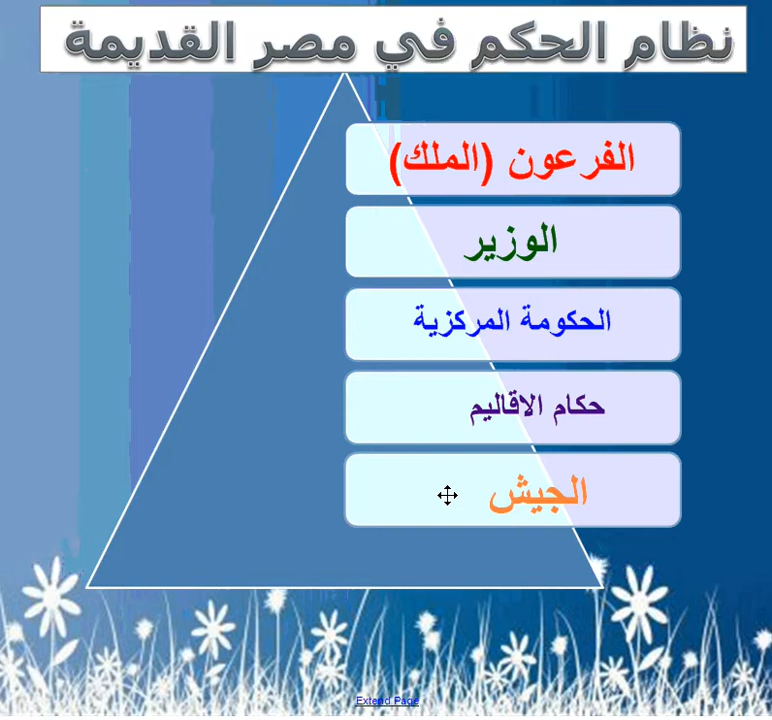 نظام الحكم في مصر القديمة
الفرعون (الملك)
الوزير
الحكومة المركزية
حكام الاقاليم
الجيش
Extend Page